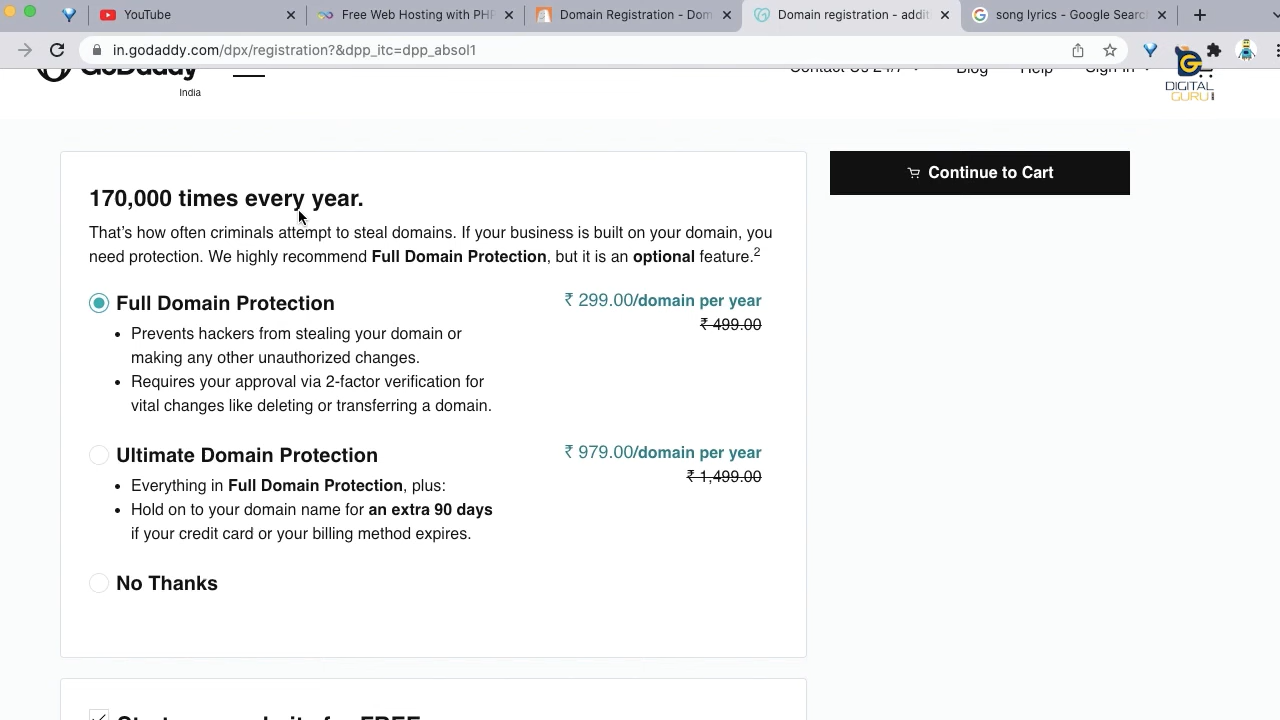 YouTube
Free Web Hosting with PHP
Domain Registration - Dom
Domain registration - addit
song lyrics - Google Searc
in.godaddy.com/dpx/registration?&dpp_itc=dpp_absol1
GoDaddy
India
Contact Us 24/7
Blog
Help
Sign In
DIGITAL
GURU
170,000 times every year.
That's how often criminals attempt to steal domains. If your business is built on your domain, you
need protection. We highly recommend Full Domain Protection, but it is an optional feature.2
Continue to Cart
Full Domain Protection
₹ 299.00/domain per year
₹ 499.00
Prevents hackers from stealing your domain or
making any other unauthorized changes.
Requires your approval via 2-factor verification for
vital changes like deleting or transferring a domain.
Ultimate Domain Protection
₹ 979.00/domain per year
₹ 1,499.00
Everything in Full Domain Protection, plus:
Hold on to your domain name for an extra 90 days
if your credit card or your billing method expires.
No Thanks